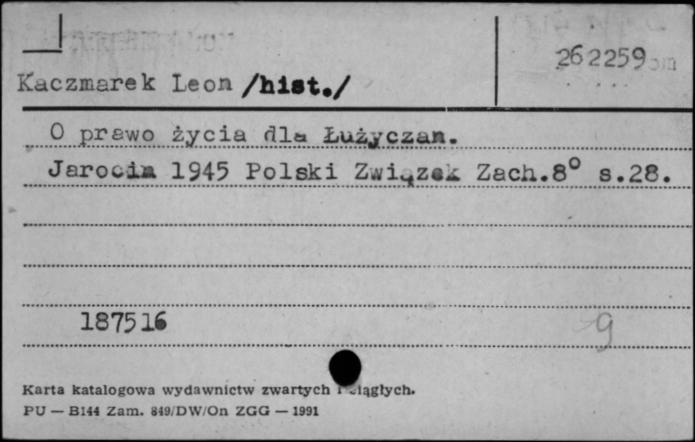 262259
Kaczmarek Leon /hist./
O prawo życia dla Łużyczan.
Jarocin 1945 Polski Związek Zach.8° s.28.
187516
9
Karta katalogowa wydawnictw zwartych i ciągłych.
PU — B144 Zam. 849/DW/On ZGG — 1991